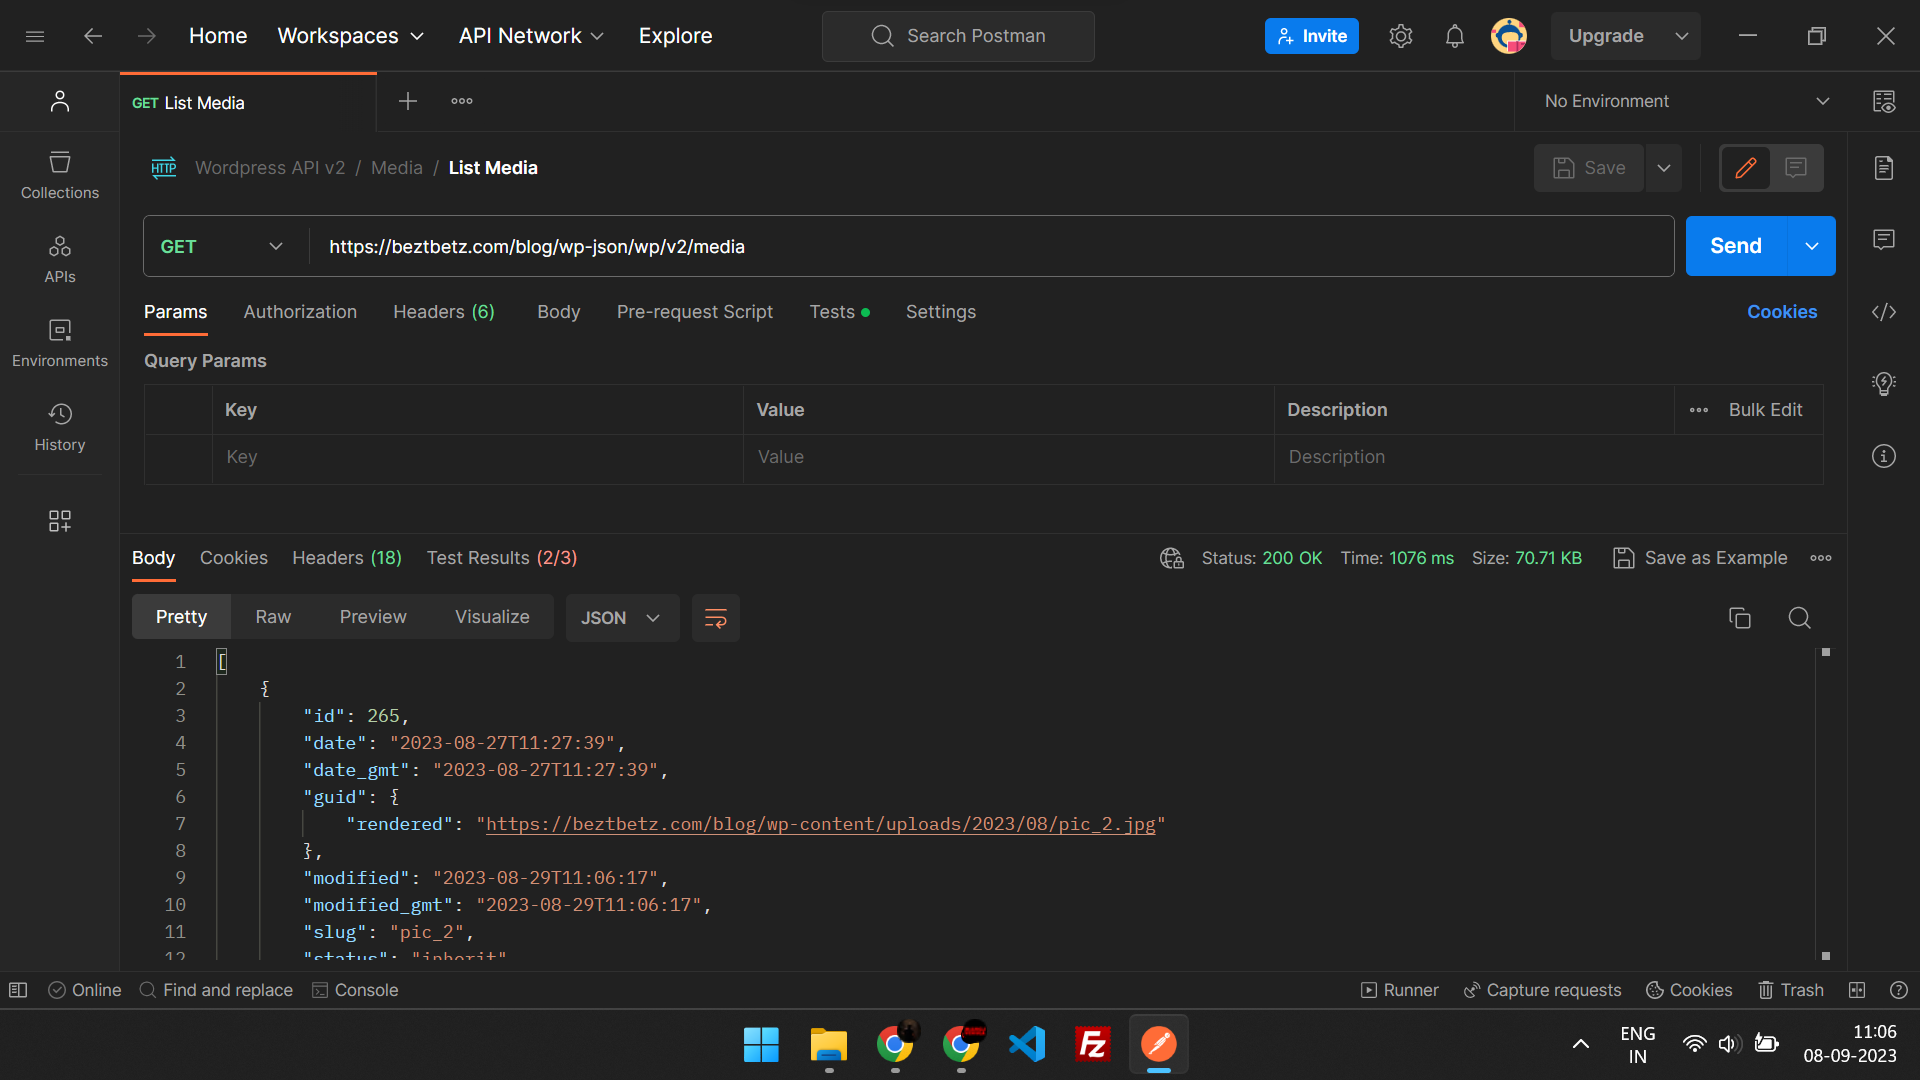 Home Workspaces API Network Explore Search Postman Invite Upgrade
GET List Media No Environment
HTTP Wordpress API v2 / Media / List Media Save
Collections
APIs
Environments
History
GET https://beztbetz.com/blog/wp-json/wp/v2/media Send
Params Authorization Headers (6) Body Pre-request Script Tests Settings Cookies
Query Params
Key Value Description Bulk Edit
Key Value Description
Body Cookies Headers (18) Test Results (2/3) Status: 200 OK Time: 1076 ms Size: 70.71 KB Save as Example
Pretty Raw Preview Visualize JSON
1 [
2 {
3 "id": 265,
4 "date": "2023-08-27T11:27:39",
5 "date_gmt": "2023-08-27T11:27:39",
6 "guid": {
7 "rendered": "https://beztbetz.com/blog/wp-content/uploads/2023/08/pic_2.jpg"
8 },
9 "modified": "2023-08-29T11:06:17",
10 "modified_gmt": "2023-08-29T11:06:17",
11 "slug": "pic_2",
12 "status": "inherit"
Online Find and replace Console Runner Capture requests Cookies Trash
Fz
ENG
IN
11:06
08-09-2023